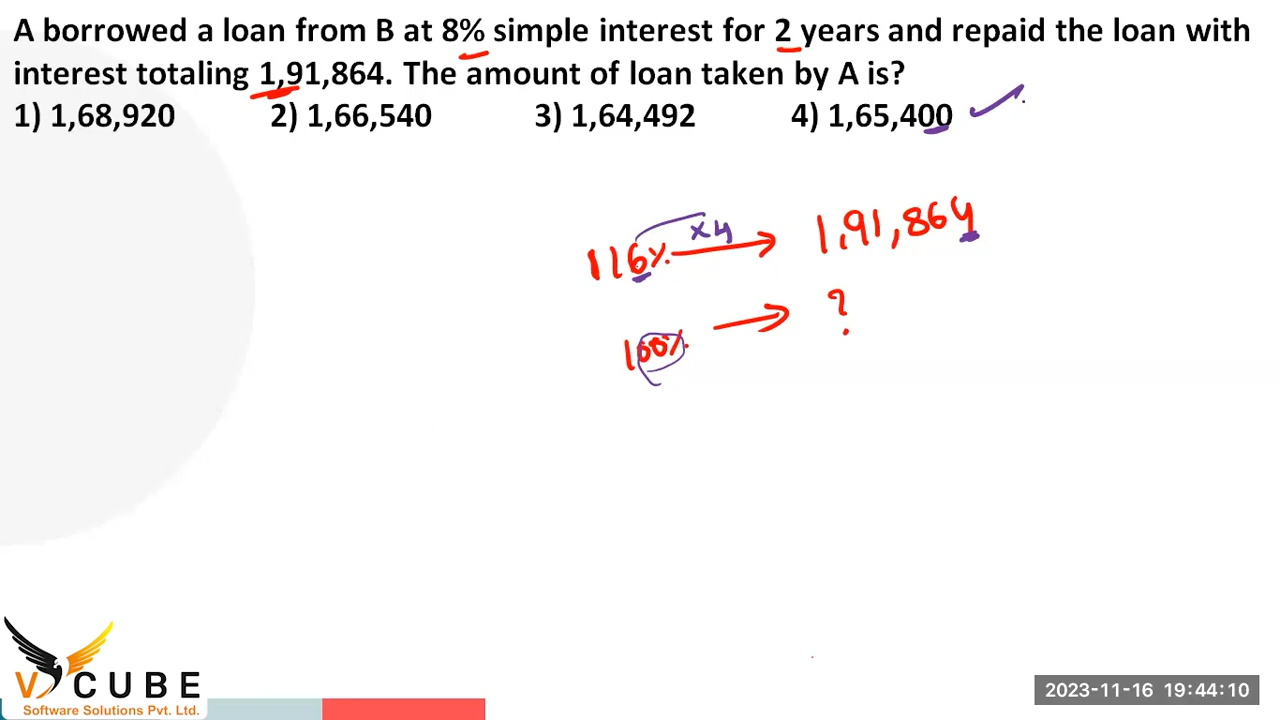 A borrowed a loan from B at 8% simple interest for 2 years and repaid the loan with
interest totaling 1,91,864. The amount of loan taken by A is?
1) 1,68,920 2) 1,66,540 3) 1,64,492 4) 1,65,400
116% ×4 → 1,91,864
100% → ?
V CUBE
Software Solutions Pvt. Ltd.
2023-11-16 19:44:10